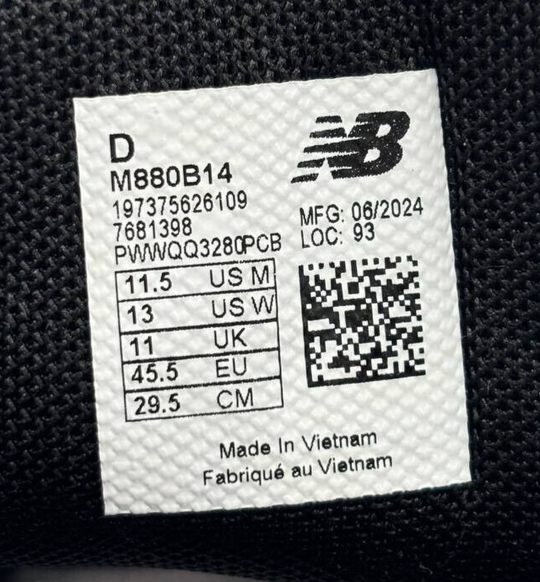 D
M880B14
197375626109
7681398
PWWQQ3280PCB
NB
MFG: 06/2024
LOC: 93
11.5 US M
13 US W
11 UK
45.5 EU
29.5 CM
Made In Vietnam
Fabriqué au Vietnam